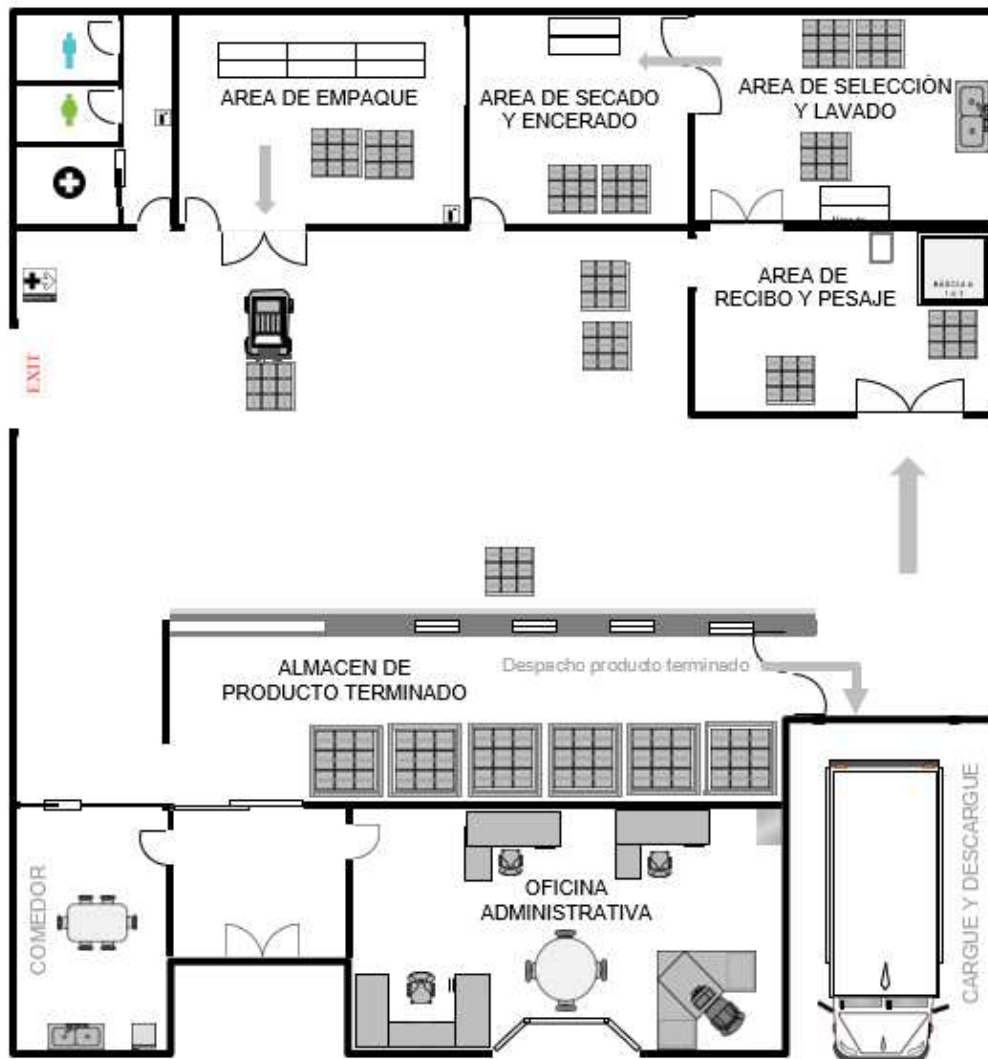 AREA DE EMPAQUE
AREA DE SECADO
Y ENCERADO
AREA DE SELECCIÓN
Y LAVADO
AREA DE
RECIBO Y PESAJE
BÁSCULA
EXIT
ALMACEN DE
PRODUCTO TERMINADO
Despacho producto terminado
COMEDOR
OFICINA
ADMINISTRATIVA
CARGUE Y DESCARGUE